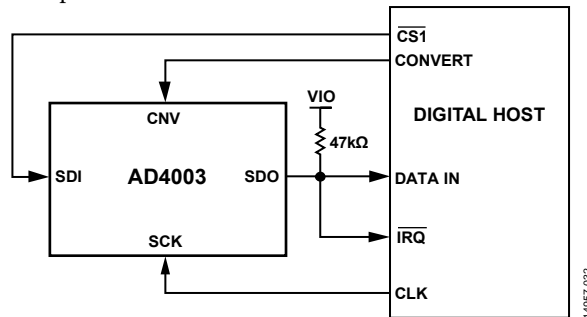 CS1
CONVERT
VIO
CNV
DIGITAL HOST
47kΩ
SDI
AD4003
SDO
DATA IN
IRQ
SCK
CLK